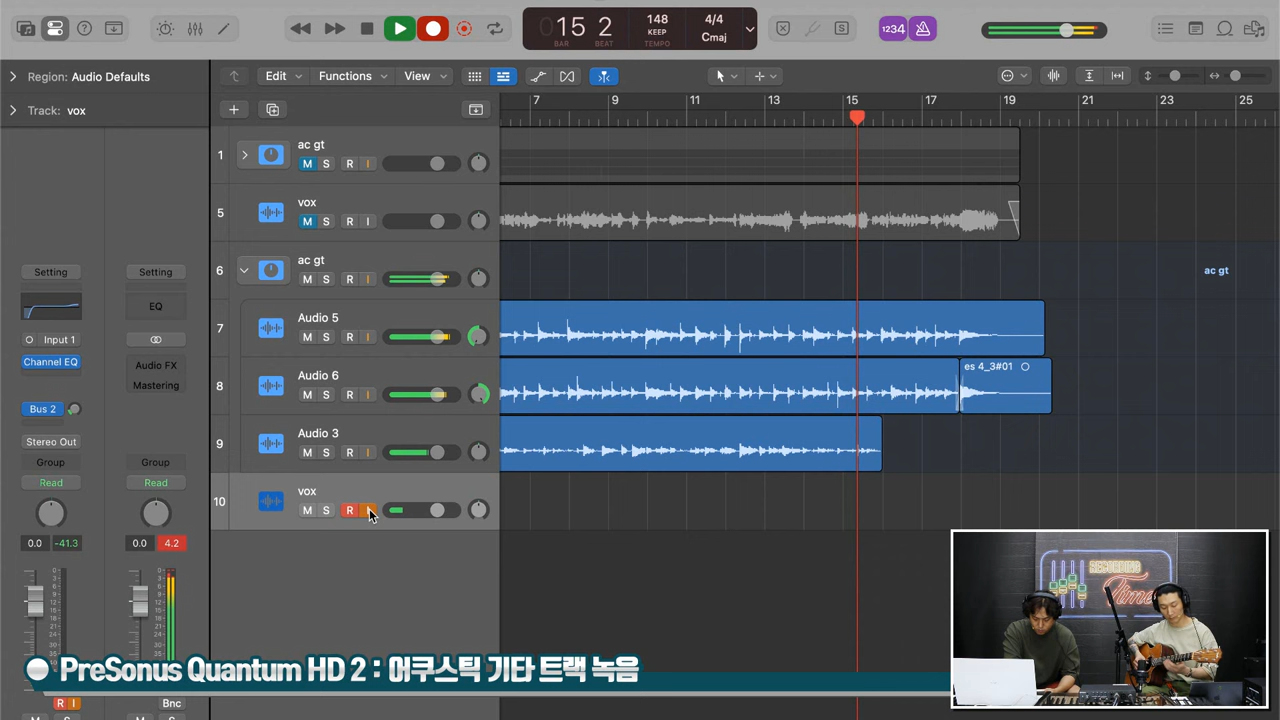 15 2
BAR BEAT
148
KEEP
TEMPO
4/4
Cmaj
1234
Region: Audio Defaults
Edit
Functions
View
Track: vox
7 9 11 13 15 17 19 21 23 25
1
ac gt
M S R I
5
vox
M S R I
6
ac gt
M S R I
ac gt
7
Audio 5
M S R I
8
Audio 6
M S R I
es 4_3#01
9
Audio 3
M S R I
10
vox
M S R I
Setting Setting
EQ
Input 1
Channel EQ
Audio FX
Mastering
Bus 2
Stereo Out
Group Group
Read Read
0.0 -41.3 0.0 4.2
R I Bnc
RECORDING
Time
PreSonus Quantum HD 2 : 어쿠스틱 기타 트랙 녹음